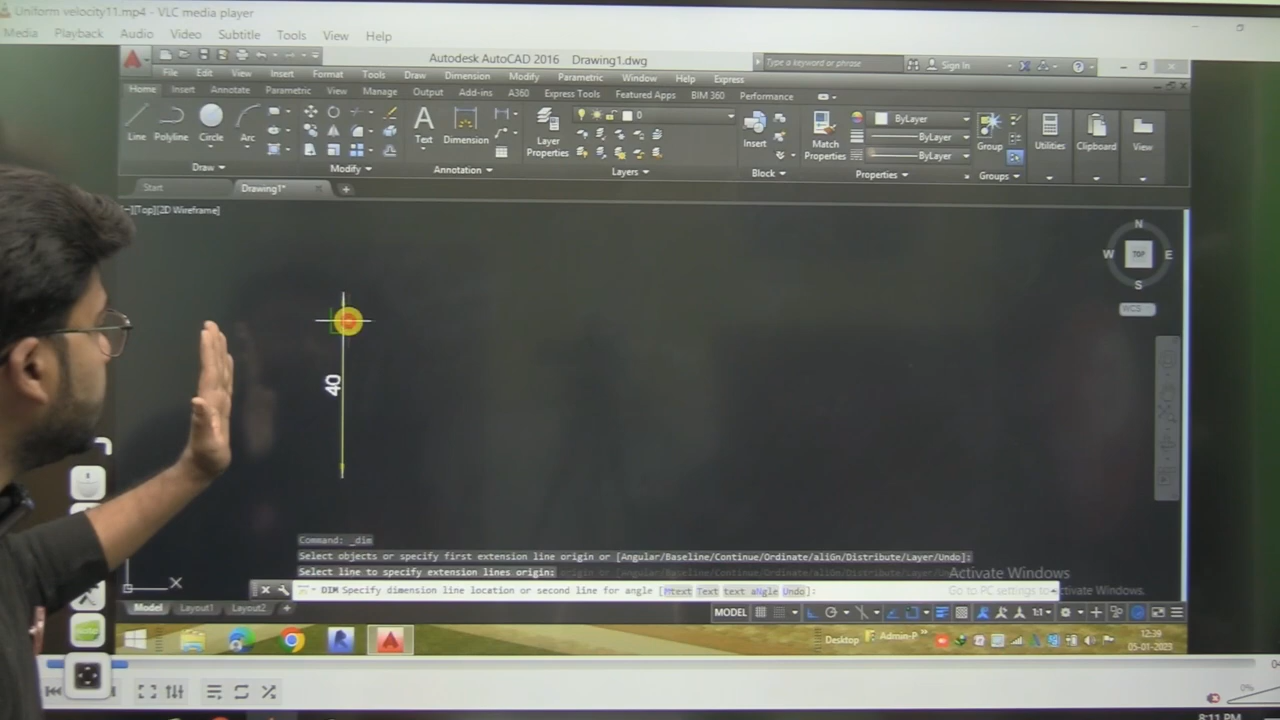 Uniform velocity11.mp4 - VLC media player
Media Playback Audio Video Subtitle Tools View Help
Autodesk AutoCAD 2016 Drawing1.dwg
Type a keyword or phrase
Sign In
File Edit View Insert Format Tools Draw Dimension Modify Parametric Window Help Express
Home Insert Annotate Parametric View Manage Output Add-ins A360 Express Tools Featured Apps BIM 360 Performance
0
ByLayer
ByLayer
ByLayer
Line Polyline Circle Arc Text Dimension Layer Properties Insert Match Properties Group Utilities Clipboard View
Draw Modify Annotation Layers Block Properties Groups
Start Drawing1*
[-][Top][2D Wireframe]
N
W TOP E
S
WCS
40
X
Command: _dim
Select objects or specify first extension line origin or [Angular/Baseline/Continue/Ordinate/aliGn/Distribute/Layer/Undo]:
Select line to specify extension lines origin:
DIM Specify dimension line location or second line for angle [Mtext Text text aNgle Undo]:
Activate Windows
Go to PC settings to activate Windows.
Model Layout1 Layout2
MODEL
1:1
Desktop Admin-P
12:39
05-01-2023
0%
8:11 PM